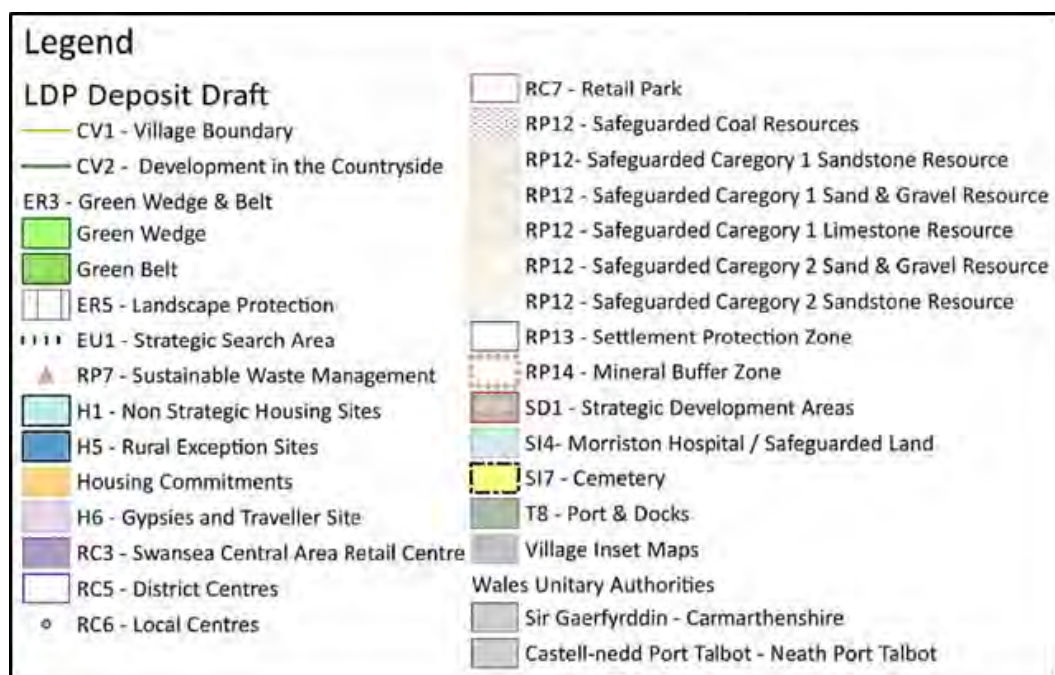 Legend
LDP Deposit Draft
CV1 - Village Boundary
CV2 - Development in the Countryside
ER3 - Green Wedge & Belt
Green Wedge
Green Belt
ER5 - Landscape Protection
EU1 - Strategic Search Area
RP7 - Sustainable Waste Management
H1 - Non Strategic Housing Sites
H5 - Rural Exception Sites
Housing Commitments
H6 - Gypsies and Traveller Site
RC3 - Swansea Central Area Retail Centre
RC5 - District Centres
RC6 - Local Centres
RC7 - Retail Park
RP12 - Safeguarded Coal Resources
RP12- Safeguarded Caregory 1 Sandstone Resource
RP12 - Safeguarded Caregory 1 Sand & Gravel Resource
RP12 - Safeguarded Caregory 1 Limestone Resource
RP12 - Safeguarded Caregory 2 Sand & Gravel Resource
RP12 - Safeguarded Caregory 2 Sandstone Resource
RP13 - Settlement Protection Zone
RP14 - Mineral Buffer Zone
SD1 - Strategic Development Areas
SI4- Morriston Hospital / Safeguarded Land
SI7 - Cemetery
T8 - Port & Docks
Village Inset Maps
Wales Unitary Authorities
Sir Gaerfyrddin - Carmarthenshire
Castell-nedd Port Talbot - Neath Port Talbot